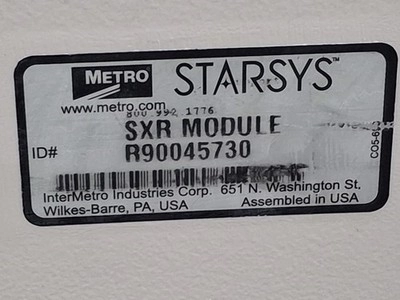 METRO STARSYS™
www.metro.com
800 992 1776
SXR MODULE
ID# R90045730
InterMetro Industries Corp. 651 N. Washington St,
Wilkes-Barre, PA, USA Assembled in USA